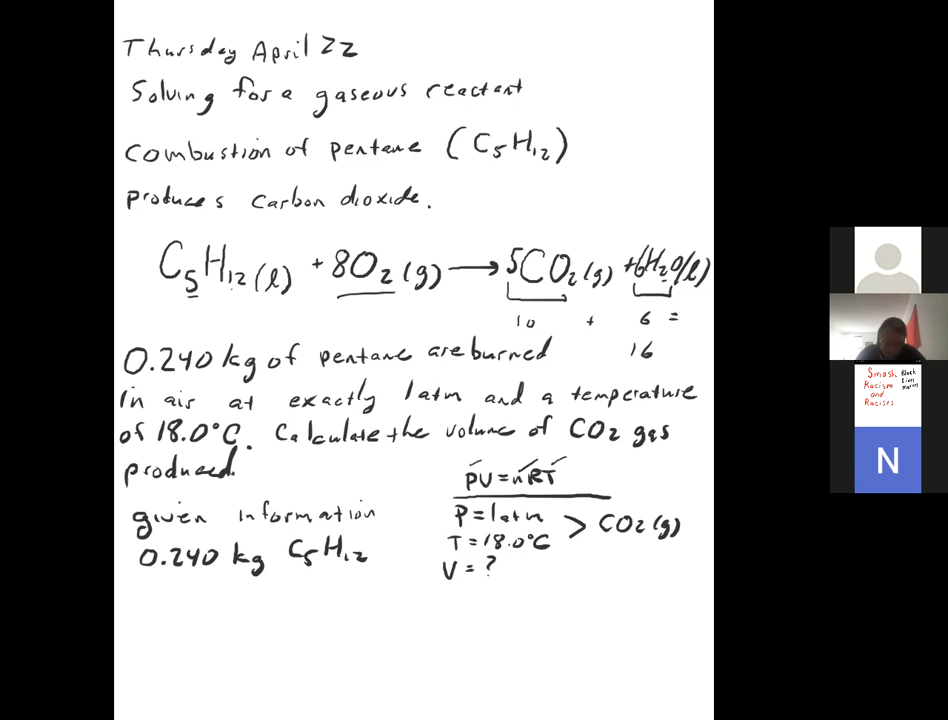 Thursday April 22
Solving for a gaseous reactant
Combustion of pentane (C5H12)
produces carbon dioxide.
C5H12(l) + 8O2(g) → 5CO2(g) + 6H2O(l)
10 + 6 =
16
0.240 kg of pentane are burned
in air at exactly 1atm and a temperature
of 18.0°C. Calculate the volume of CO2 gas
produced.
PV = nRT
given information
P = 1atm
0.240 kg C5H12
T = 18.0°C > CO2(g)
V = ?
Smash
Racism
and
Racists
Black
Lives
Matter
N